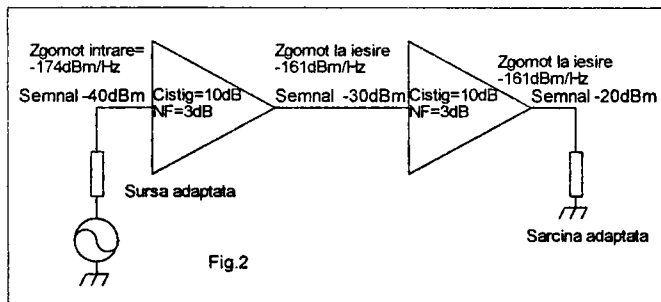 Zgomot intrare=
-174dBm/Hz
Semnal -40dBm
Cistig=10dB
NF=3dB
Sursa adaptata
Zgomot la iesire
-161dBm/Hz
Semnal -30dBm
Cistig=10dB
NF=3dB
Zgomot la iesire
-161dBm/Hz
Semnal -20dBm
Sarcina adaptata
Fig.2